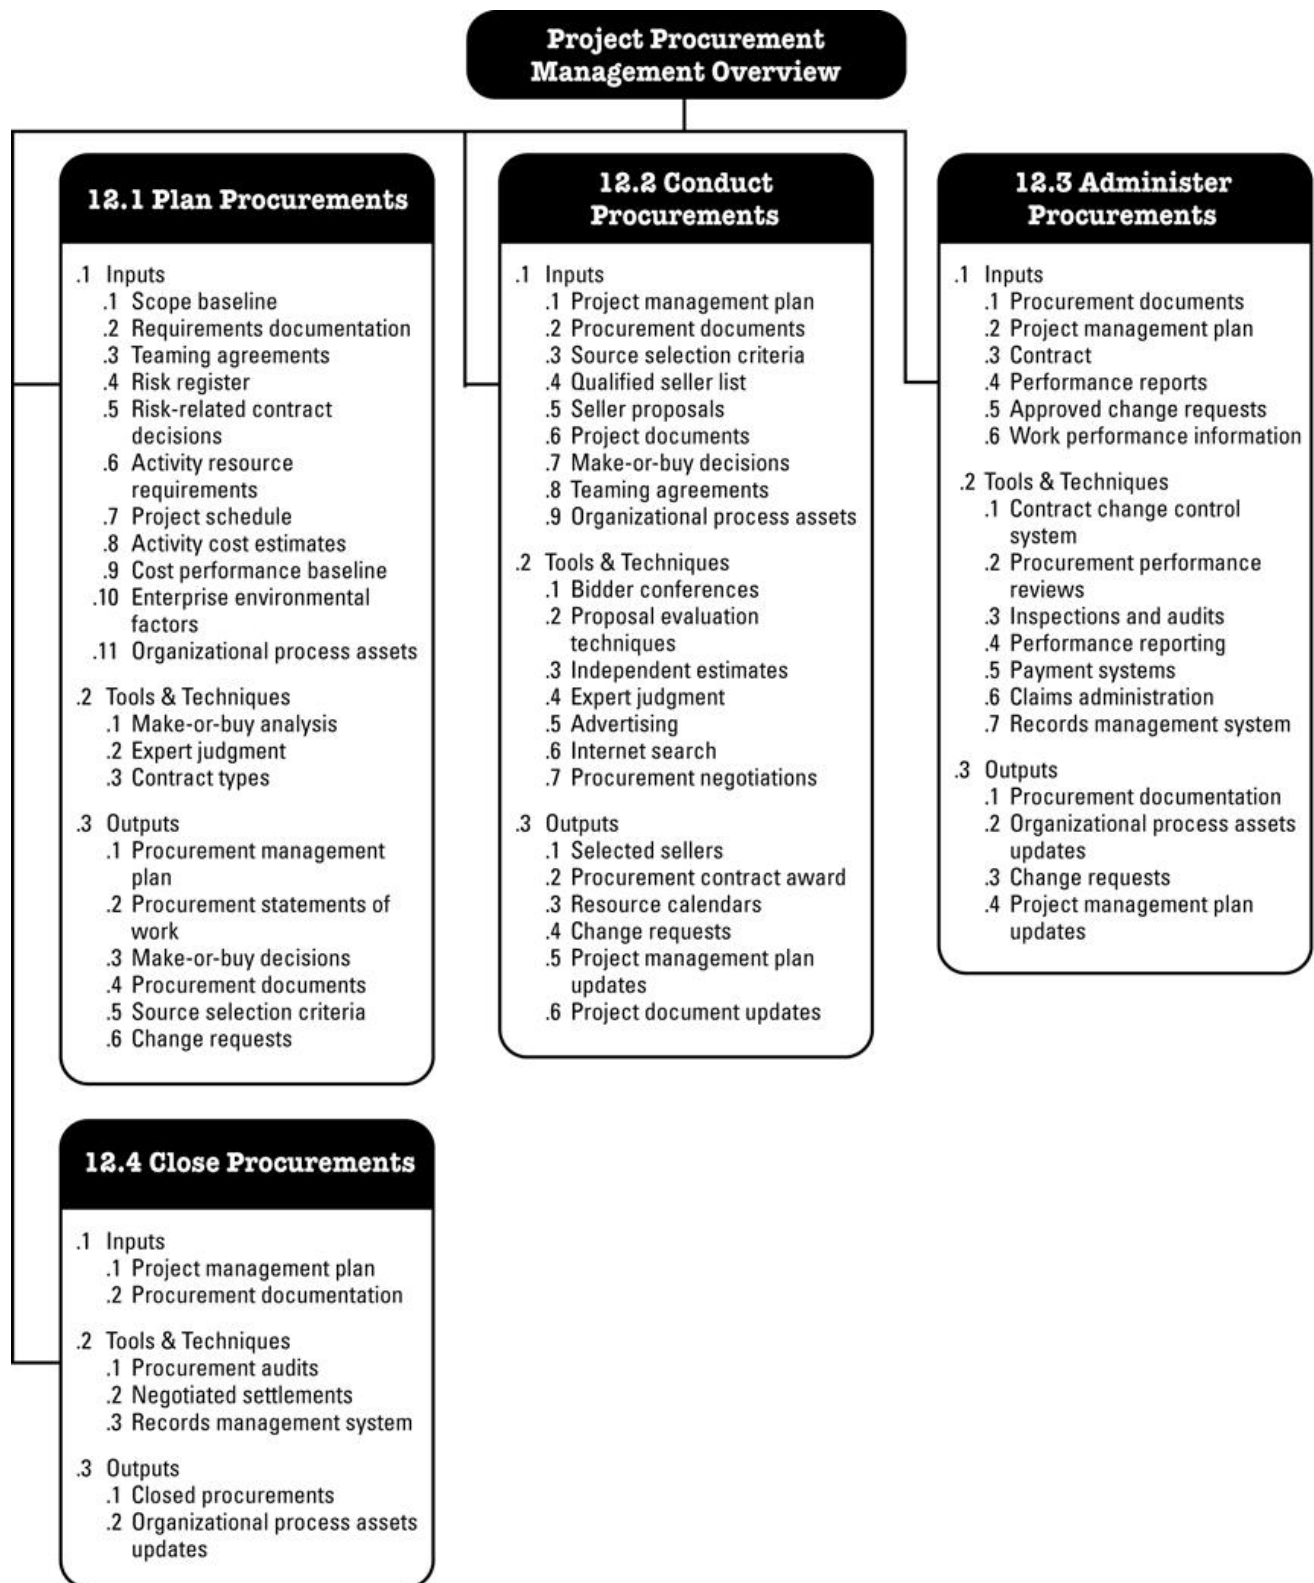 Project Procurement
Management Overview
12.1 Plan Procurements
.1 Inputs
.1 Scope baseline
.2 Requirements documentation
.3 Teaming agreements
.4 Risk register
.5 Risk-related contract
decisions
.6 Activity resource
requirements
.7 Project schedule
.8 Activity cost estimates
.9 Cost performance baseline
.10 Enterprise environmental
factors
.11 Organizational process assets
.2 Tools & Techniques
.1 Make-or-buy analysis
.2 Expert judgment
.3 Contract types
.3 Outputs
.1 Procurement management
plan
.2 Procurement statements of
work
.3 Make-or-buy decisions
.4 Procurement documents
.5 Source selection criteria
.6 Change requests
12.2 Conduct
Procurements
.1 Inputs
.1 Project management plan
.2 Procurement documents
.3 Source selection criteria
.4 Qualified seller list
.5 Seller proposals
.6 Project documents
.7 Make-or-buy decisions
.8 Teaming agreements
.9 Organizational process assets
.2 Tools & Techniques
.1 Bidder conferences
.2 Proposal evaluation
techniques
.3 Independent estimates
.4 Expert judgment
.5 Advertising
.6 Internet search
.7 Procurement negotiations
.3 Outputs
.1 Selected sellers
.2 Procurement contract award
.3 Resource calendars
.4 Change requests
.5 Project management plan
updates
.6 Project document updates
12.3 Administer
Procurements
.1 Inputs
.1 Procurement documents
.2 Project management plan
.3 Contract
.4 Performance reports
.5 Approved change requests
.6 Work performance information
.2 Tools & Techniques
.1 Contract change control
system
.2 Procurement performance
reviews
.3 Inspections and audits
.4 Performance reporting
.5 Payment systems
.6 Claims administration
.7 Records management system
.3 Outputs
.1 Procurement documentation
.2 Organizational process assets
updates
.3 Change requests
.4 Project management plan
updates
12.4 Close Procurements
.1 Inputs
.1 Project management plan
.2 Procurement documentation
.2 Tools & Techniques
.1 Procurement audits
.2 Negotiated settlements
.3 Records management system
.3 Outputs
.1 Closed procurements
.2 Organizational process assets
updates